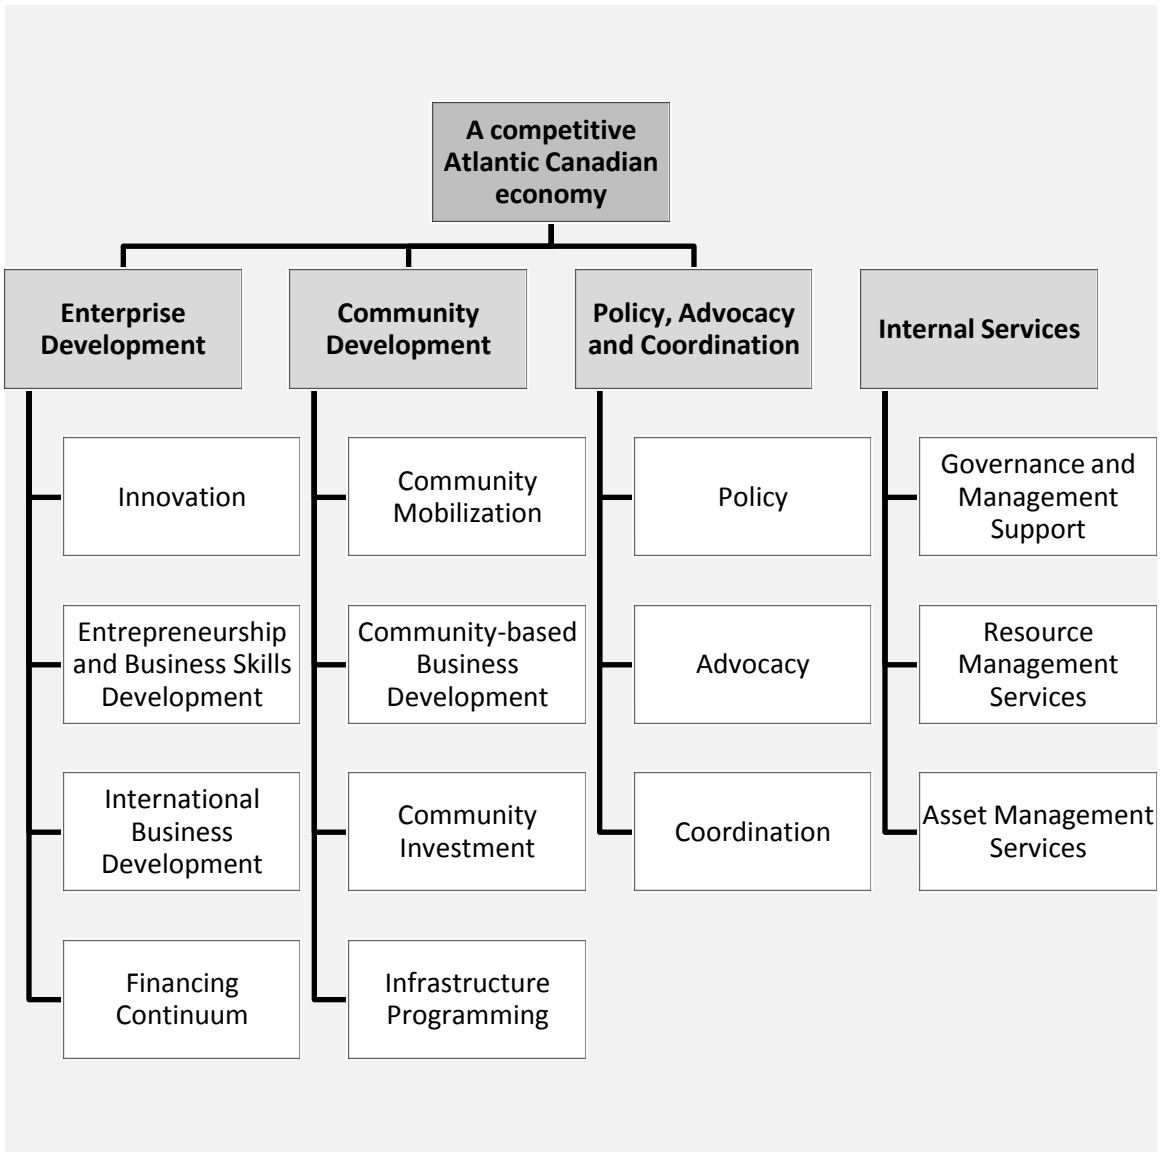 A competitive
Atlantic Canadian
economy
Enterprise
Development
Community
Development
Policy, Advocacy
and Coordination
Internal Services
Innovation
Entrepreneurship
and Business Skills
Development
International
Business
Development
Financing
Continuum
Community
Mobilization
Community-based
Business
Development
Community
Investment
Infrastructure
Programming
Policy
Advocacy
Coordination
Governance and
Management
Support
Resource
Management
Services
Asset Management
Services